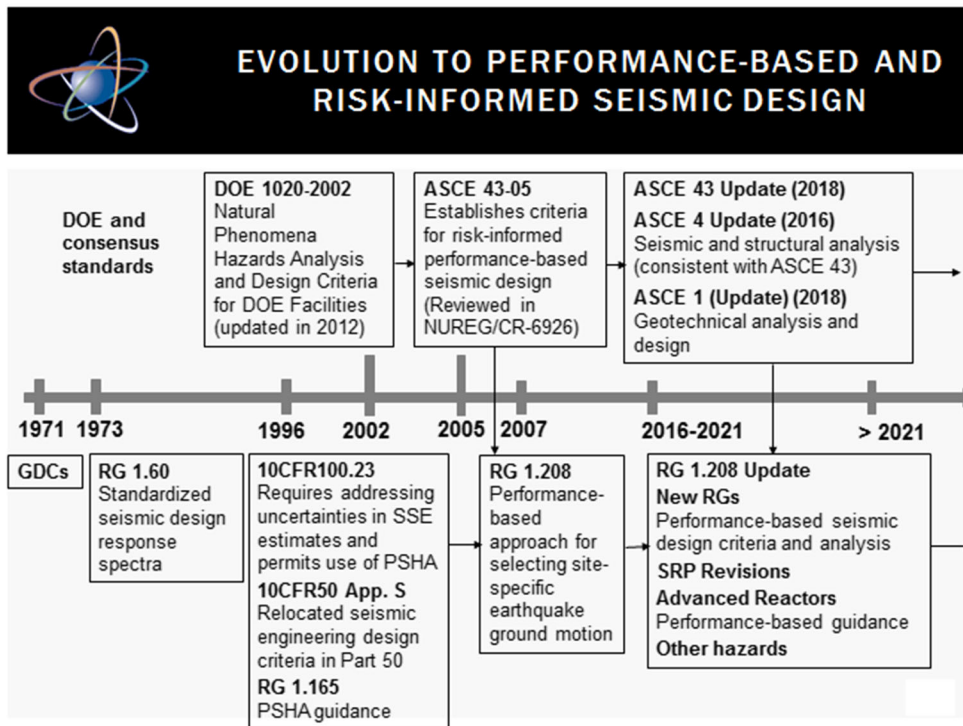 EVOLUTION TO PERFORMANCE-BASED AND
RISK-INFORMED SEISMIC DESIGN
DOE and
consensus
standards
DOE 1020-2002
Natural
Phenomena
Hazards Analysis
and Design Criteria
for DOE Facilities
(updated in 2012)
ASCE 43-05
Establishes criteria
for risk-informed
performance-based
seismic design
(Reviewed in
NUREG/CR-6926)
ASCE 43 Update (2018)
ASCE 4 Update (2016)
Seismic and structural analysis
(consistent with ASCE 43)
ASCE 1 (Update) (2018)
Geotechnical analysis and
design
1971
1973
1996
2002
2005
2007
2016-2021
> 2021
GDCs
RG 1.60
Standardized
seismic design
response
spectra
10CFR100.23
Requires addressing
uncertainties in SSE
estimates and
permits use of PSHA
10CFR50 App. S
Relocated seismic
engineering design
criteria in Part 50
RG 1.165
PSHA guidance
RG 1.208
Performance-
based
approach for
selecting site-
specific
earthquake
ground motion
RG 1.208 Update
New RGs
Performance-based seismic
design criteria and analysis
SRP Revisions
Advanced Reactors
Performance-based guidance
Other hazards